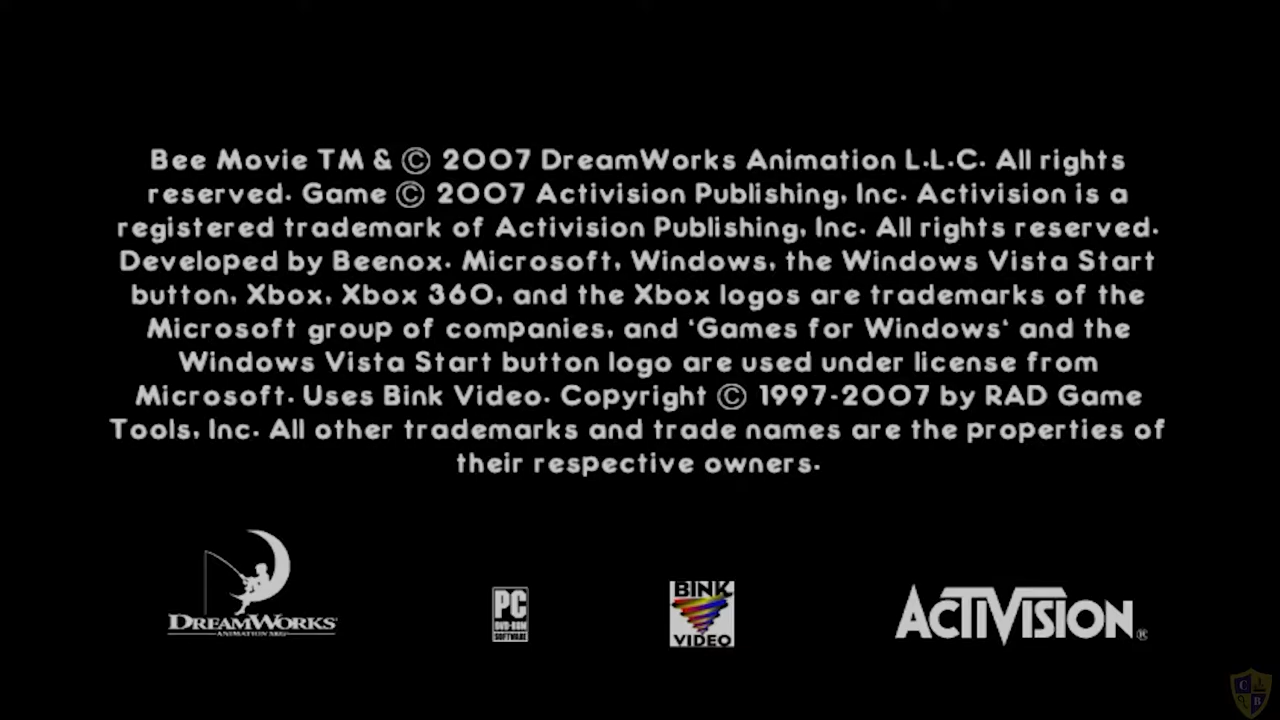 Bee Movie TM & © 2007 DreamWorks Animation L.L.C. All rights
reserved. Game © 2007 Activision Publishing, Inc. Activision is a
registered trademark of Activision Publishing, Inc. All rights reserved.
Developed by Beenox. Microsoft, Windows, the Windows Vista Start
button, Xbox, Xbox 360, and the Xbox logos are trademarks of the
Microsoft group of companies, and 'Games for Windows' and the
Windows Vista Start button logo are used under license from
Microsoft. Uses Bink Video. Copyright © 1997-2007 by RAD Game
Tools, Inc. All other trademarks and trade names are the properties of
their respective owners.
DREAMWORKS
ANIMATION SKG
PC
DVD-ROM
SOFTWARE
BINK
VIDEO
ACTIVISION®